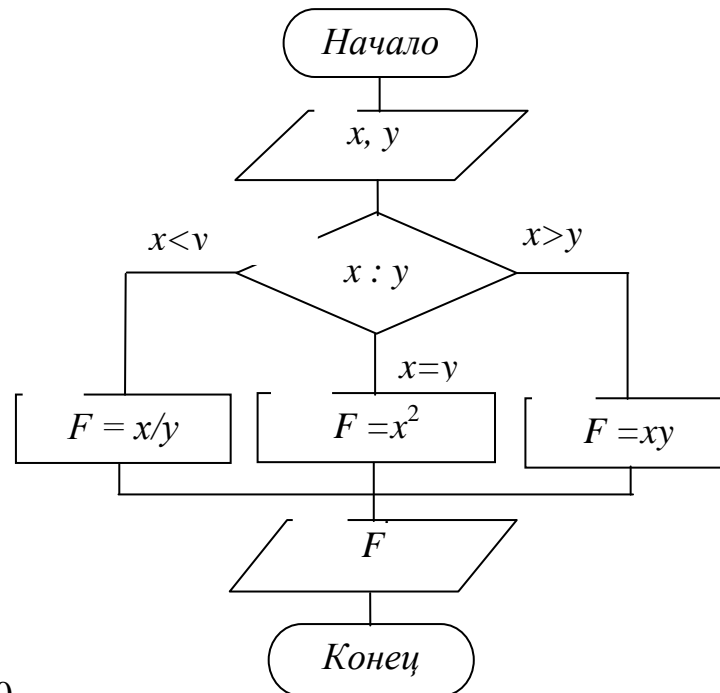 Начало
x, y
x<y
x>y
x : y
x=y
F = x/y
F =x²
F =xy
F
Конец